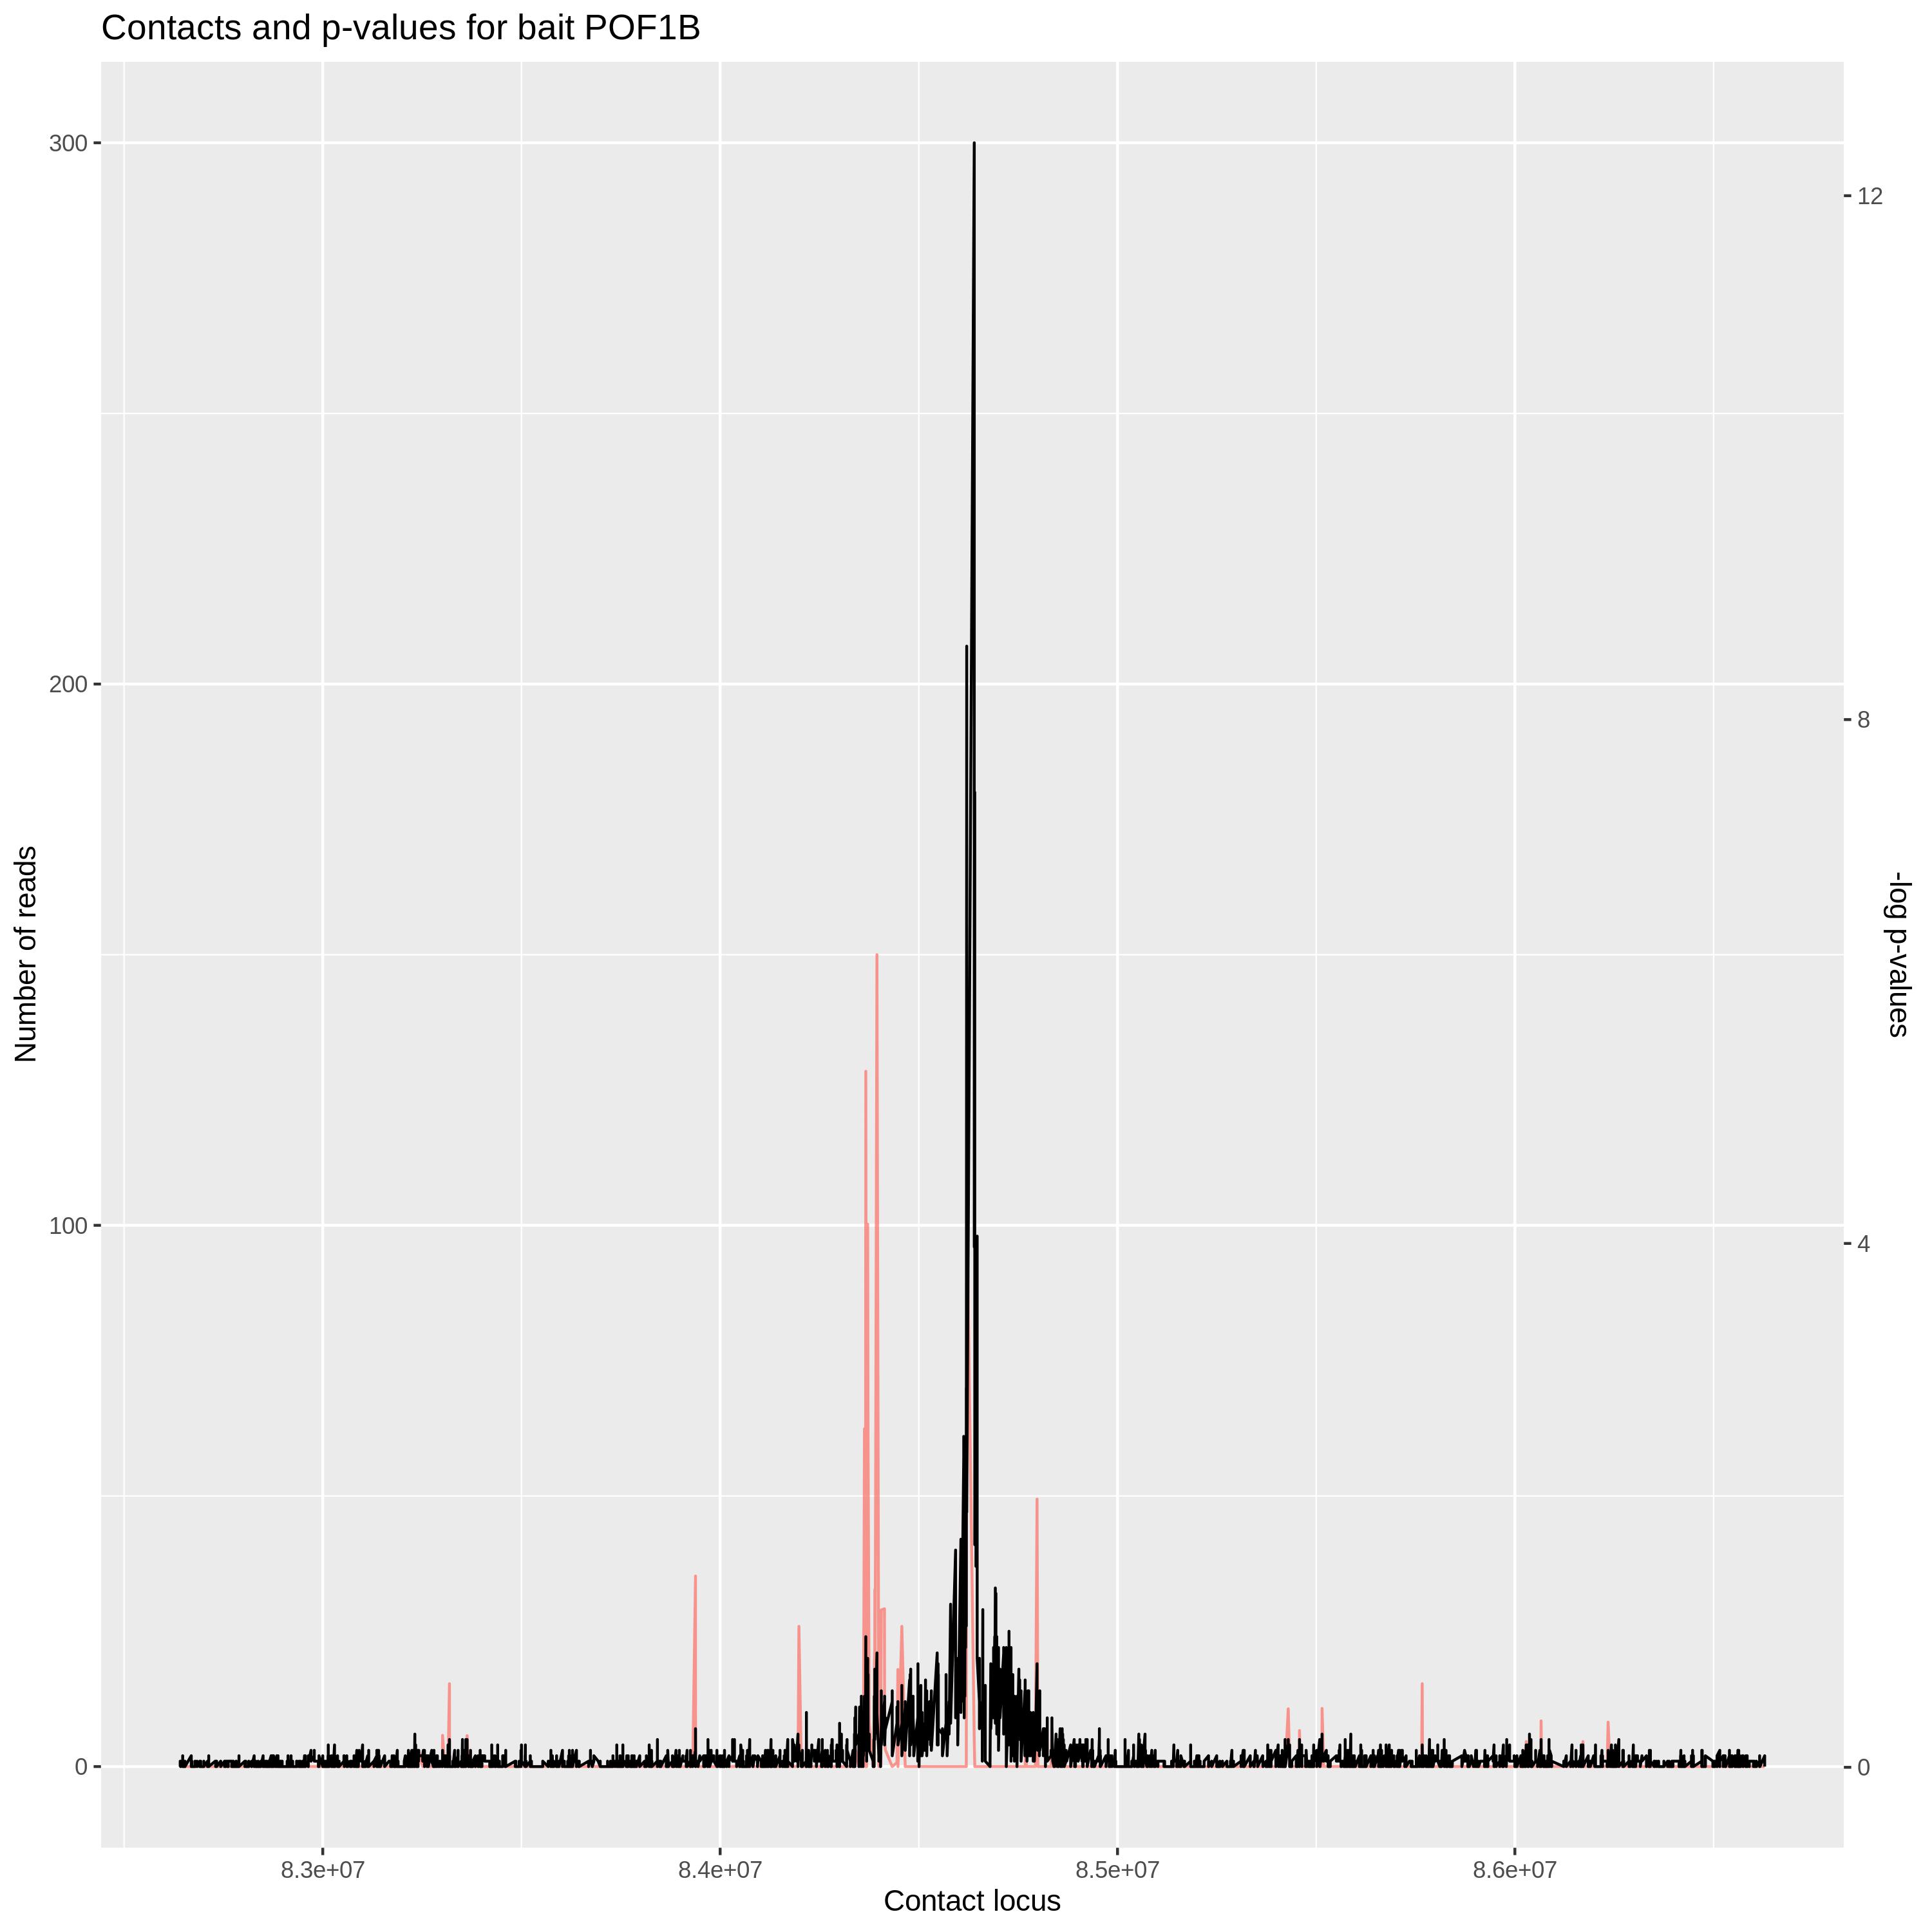 Contacts and p-values for bait POF1B
300
200
100
0
Number of reads
12
8
4
0
-log p-values
8.3e+07
8.4e+07
8.5e+07
8.6e+07
Contact locus